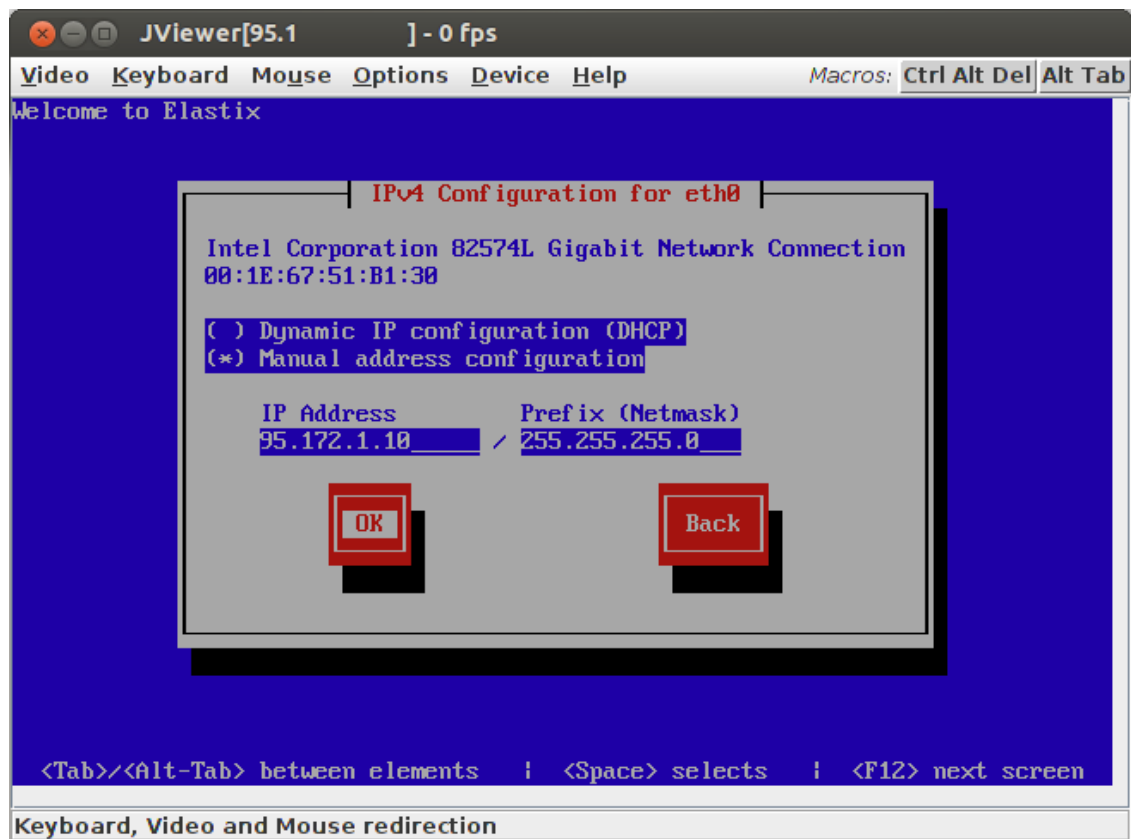 JViewer[95.1 ] - 0 fps
Video Keyboard Mouse Options Device Help Macros: Ctrl Alt Del Alt Tab
Welcome to Elastix
IPv4 Configuration for eth0
Intel Corporation 82574L Gigabit Network Connection
00:1E:67:51:B1:30
( ) Dynamic IP configuration (DHCP)
(*) Manual address configuration
IP Address Prefix (Netmask)
95.172.1.10_____ / 255.255.255.0___
OK Back
<Tab>/<Alt-Tab> between elements | <Space> selects | <F12> next screen
Keyboard, Video and Mouse redirection